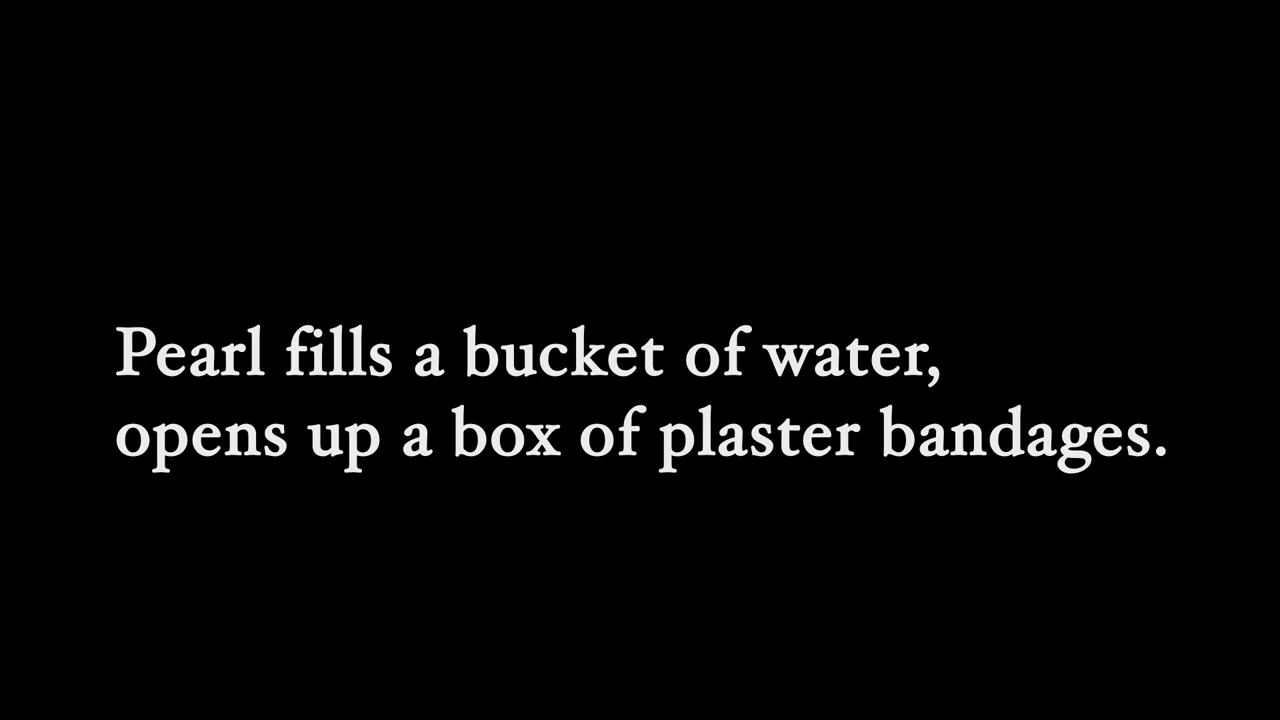 Pearl fills a bucket of water,
opens up a box of plaster bandages.